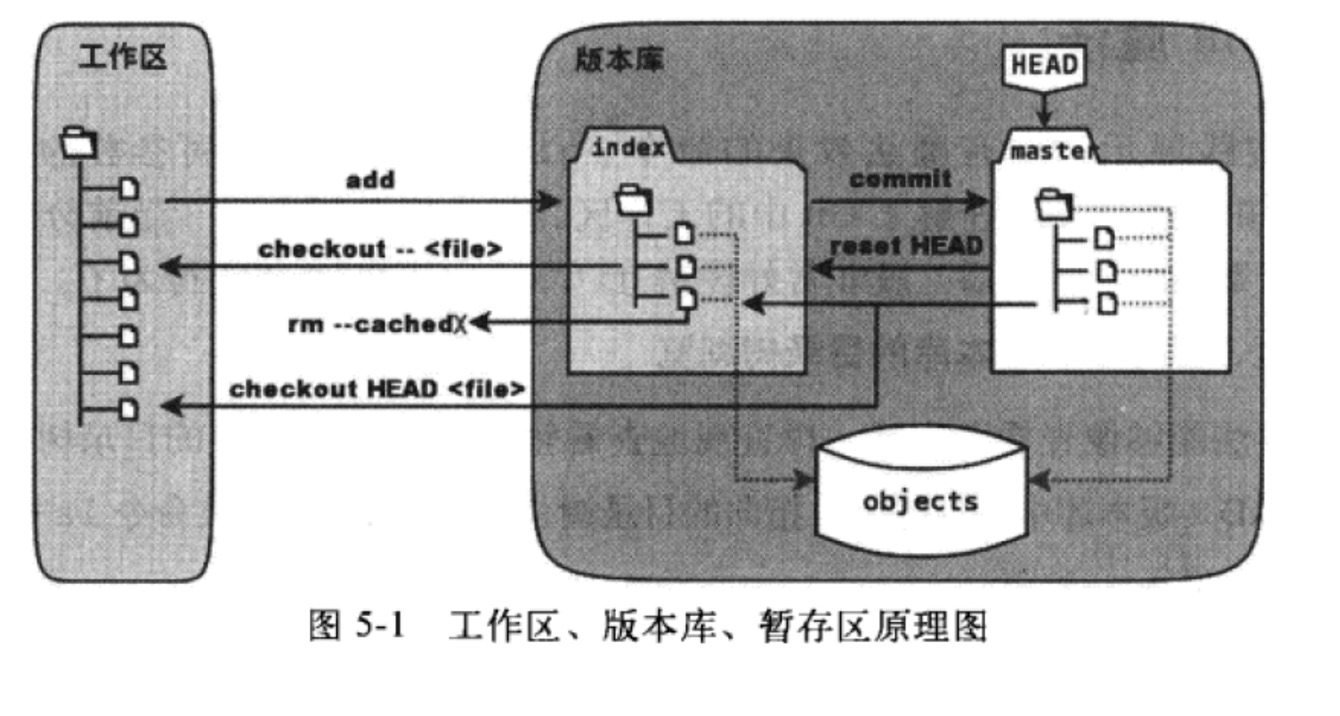 工作区
版本库
HEAD
index
master
add
commit
checkout -- <file>
reset HEAD
rm --cached
checkout HEAD <file>
objects
图 5-1 工作区、版本库、暂存区原理图